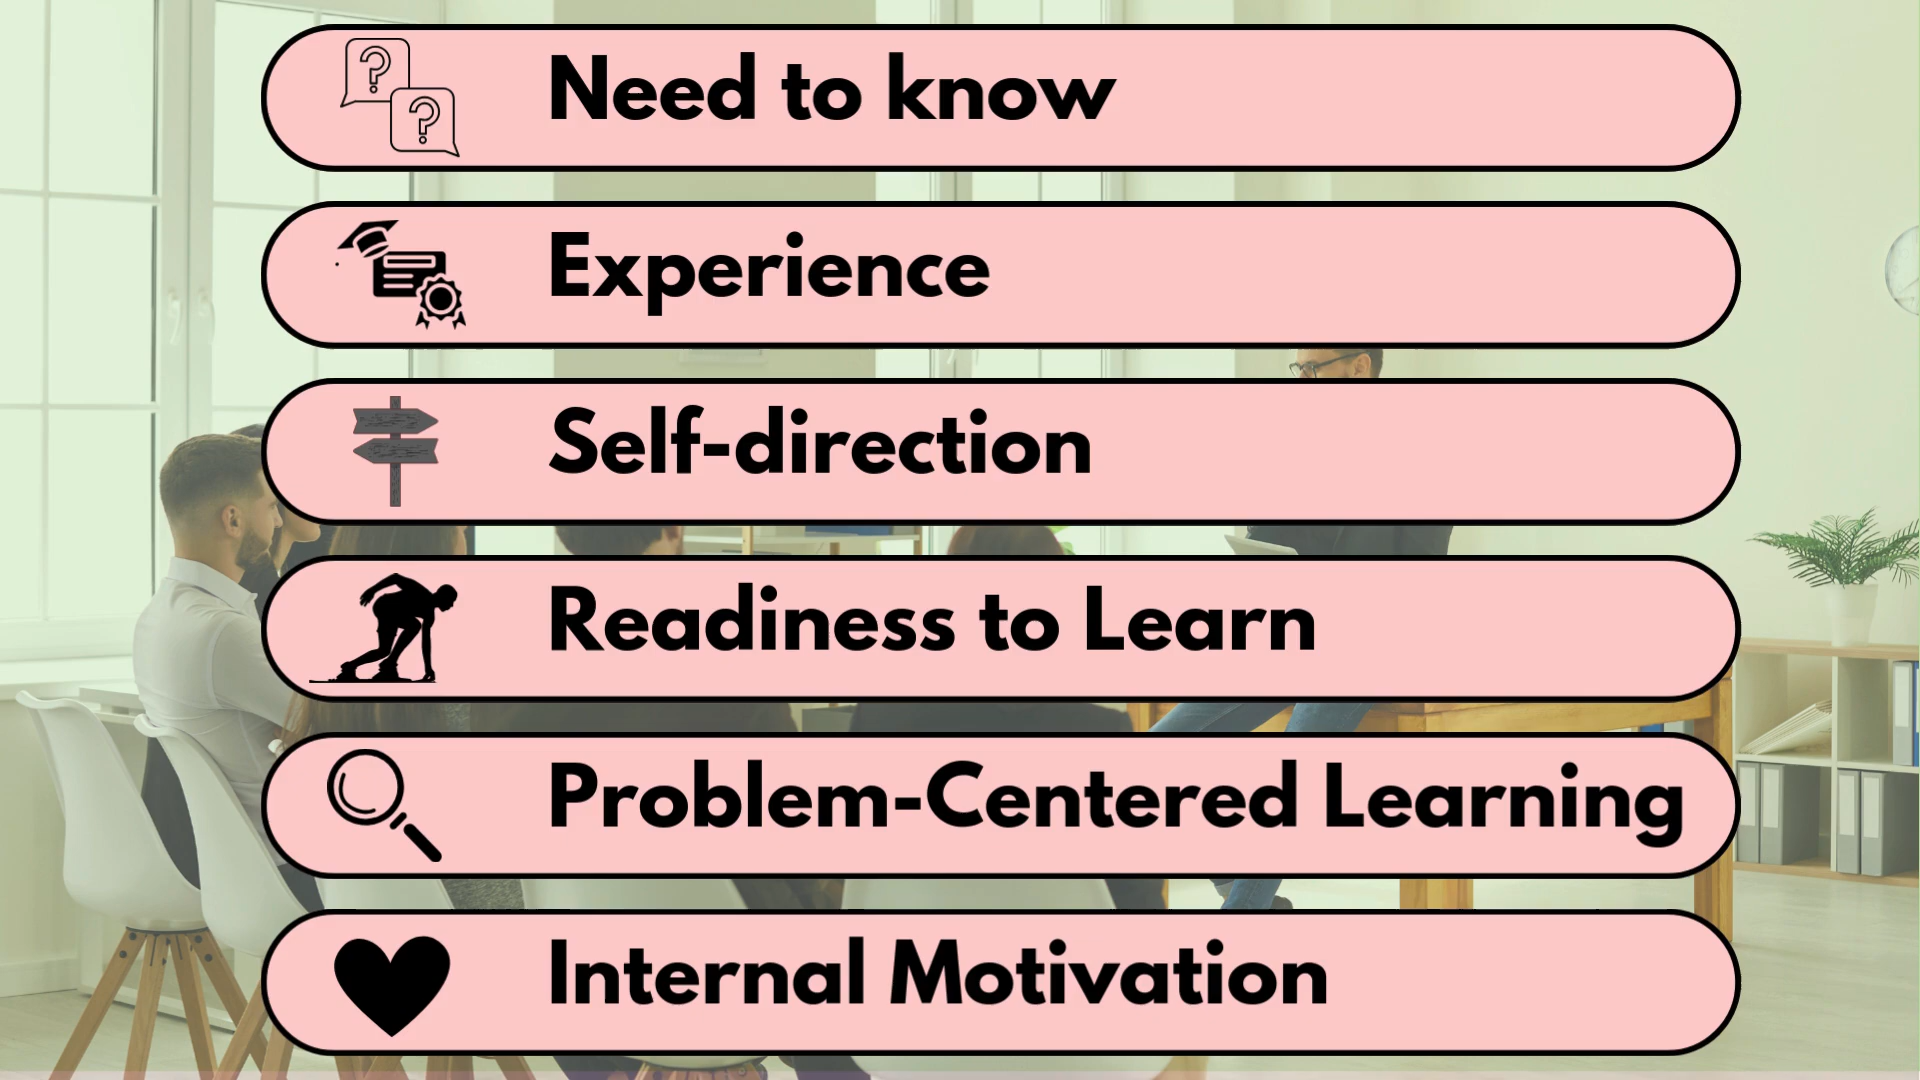 Need to know
Experience
Self-direction
Readiness to Learn
Problem-Centered Learning
Internal Motivation